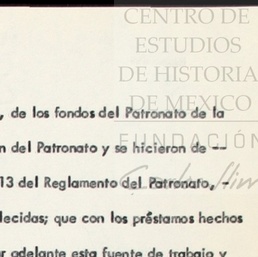 CENTRO DE
ESTUDIOS
DE HISTORIA
DE MEXICO
FUNDACIÓN
, de los fondos del Patronato de la
n del Patronato y se hicieron de --
13 del Reglamento del Patronato, -
lecidas; que con los préstamos hechos
r adelante esta fuente de trabajo y